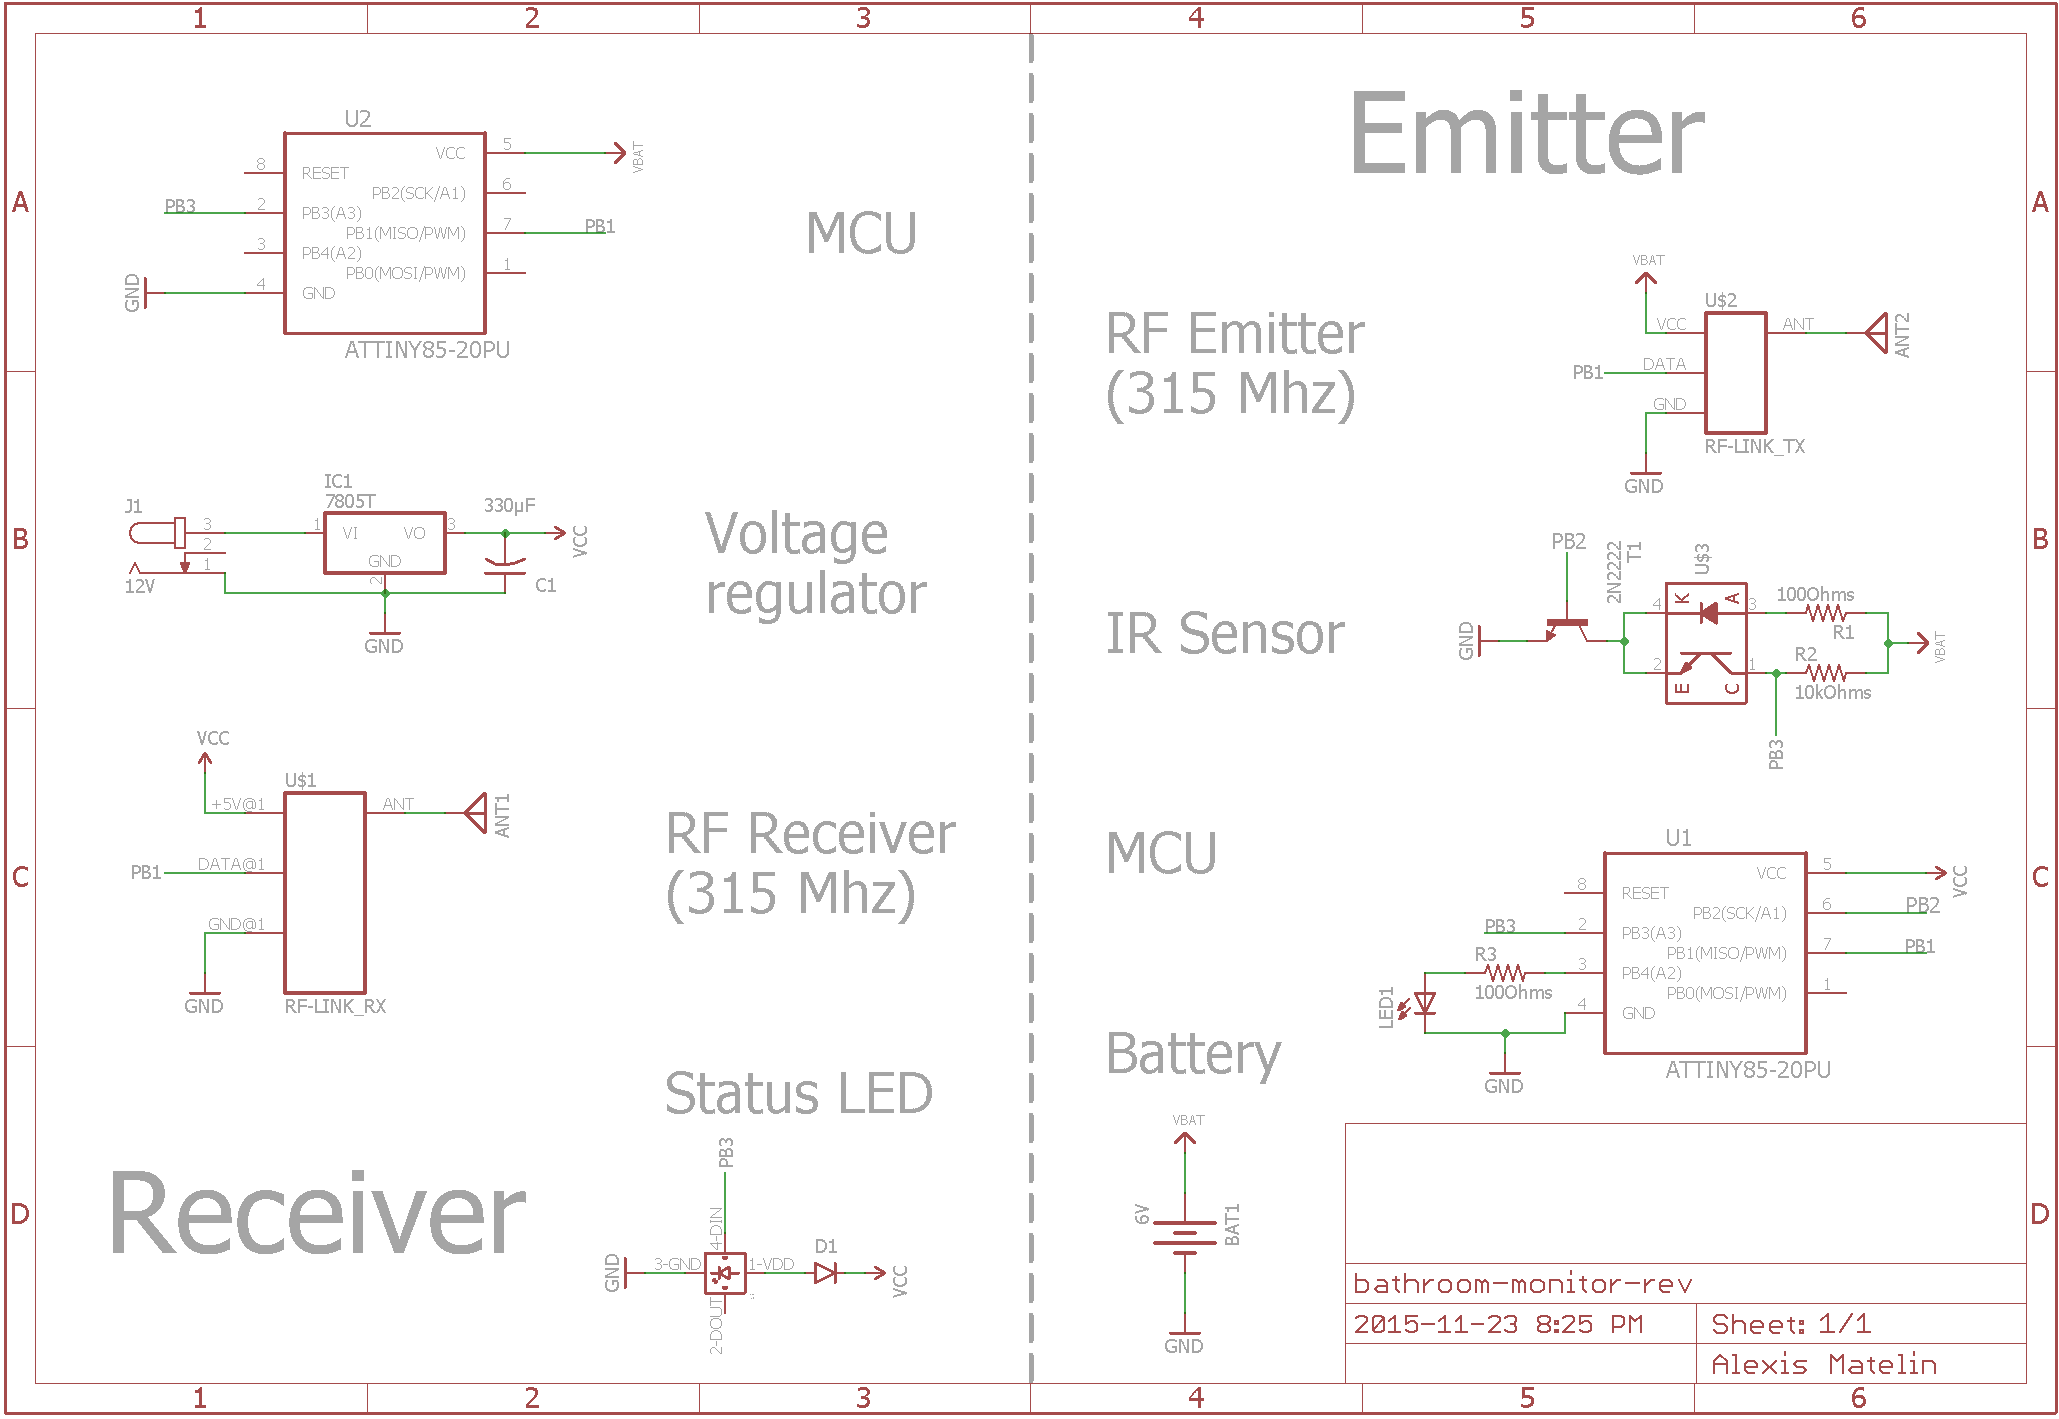 1 2 3 4 5 6
A
A
B
B
C
C
D
D
Emitter
U2
RESET
PB3(A3)
PB4(A2)
GND
VCC
PB2(SCK/A1)
PB1(MISO/PWM)
PB0(MOSI/PWM)
8
2
3
4
5
6
7
1
PB3
GND
VBAT
PB1
ATTINY85-20PU
MCU
RF Emitter
(315 Mhz)
VBAT
U$2
VCC
DATA
GND
ANT
ANT2
PB1
GND
RF-LINK_TX
J1
3
2
1
12V
IC1
7805T
1
VI
VO
3
GND
2
330µF
C1
VCC
GND
Voltage
regulator
IR Sensor
PB2
2N2222
T1
GND
U$3
4
K
A
3
2
E
C
1
100Ohms
R1
R2
10kOhms
VBAT
PB3
VCC
U$1
+5V@1
DATA@1
GND@1
ANT
ANT1
PB1
GND
RF-LINK_RX
RF Receiver
(315 Mhz)
MCU
U1
RESET
PB3(A3)
PB4(A2)
GND
VCC
PB2(SCK/A1)
PB1(MISO/PWM)
PB0(MOSI/PWM)
8
2
3
4
5
6
7
1
PB3
R3
100Ohms
LED1
GND
VCC
PB2
PB1
ATTINY85-20PU
Status LED
PB3
4-DIN
3-GND
1-VDD
2-DOUT
GND
D1
VCC
Receiver
Battery
VBAT
6V
BAT1
GND
bathroom-monitor-rev
2015-11-23 8:25 PM
Sheet: 1/1
Alexis Matelin
1 2 3 4 5 6